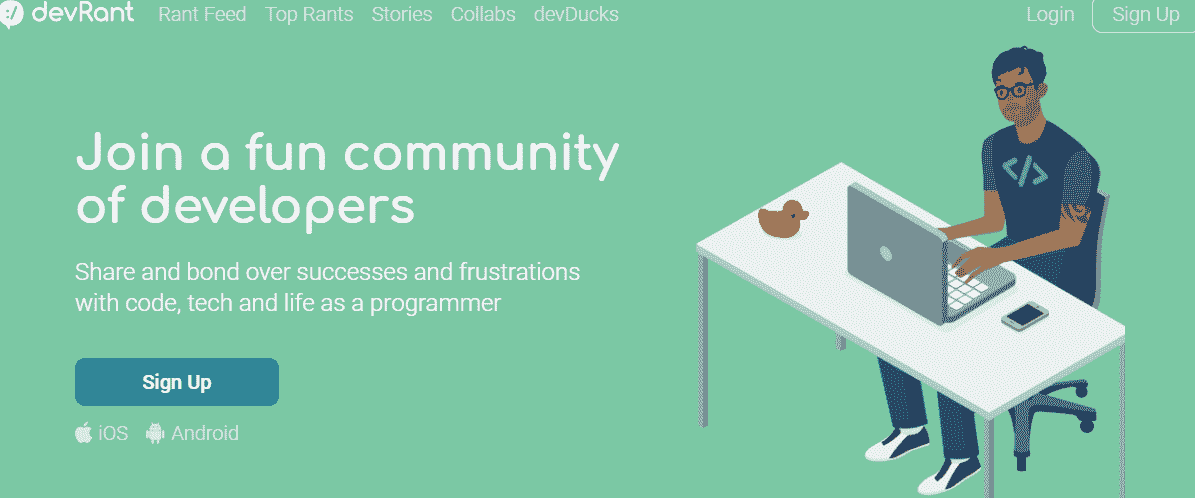 devRant Rant Feed Top Rants Stories Collabs devDucks Login Sign Up
Join a fun community
of developers
Share and bond over successes and frustrations
with code, tech and life as a programmer
Sign Up
iOS Android